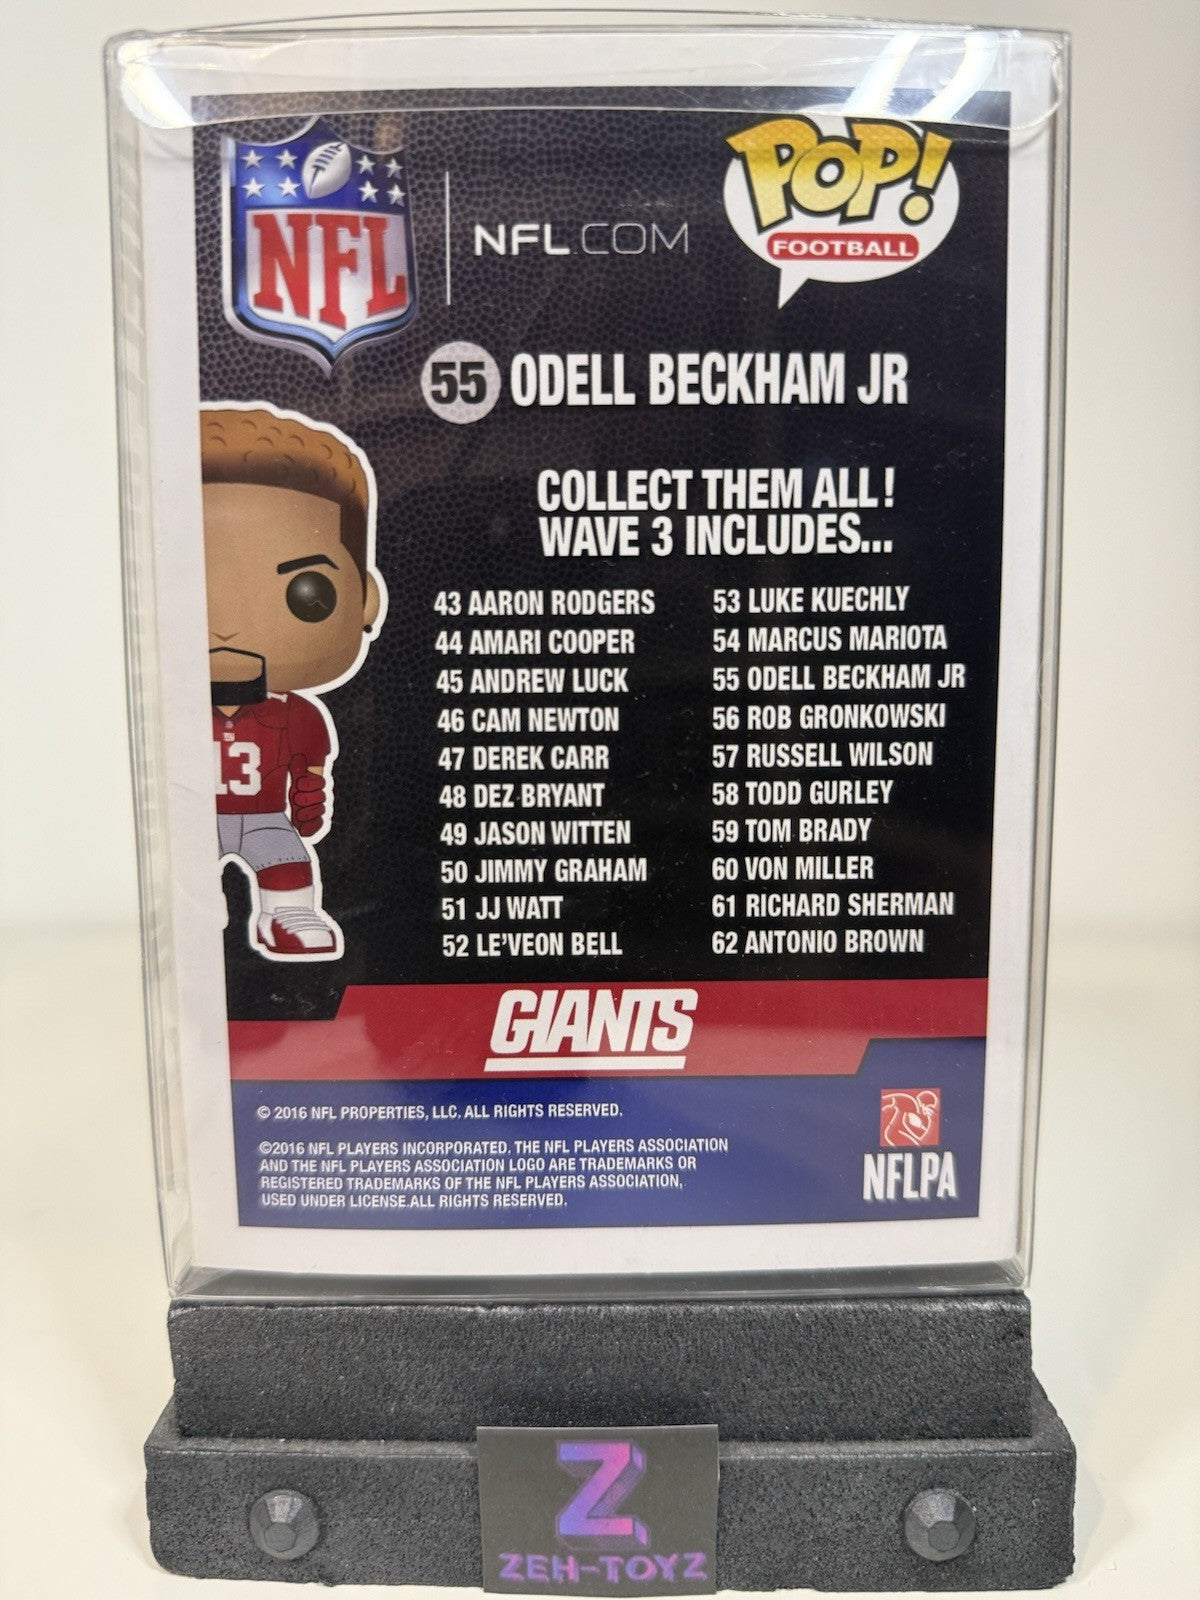 NFL
NFL.COM
POP!
FOOTBALL
55 ODELL BECKHAM JR
COLLECT THEM ALL!
WAVE 3 INCLUDES...
43 AARON RODGERS
44 AMARI COOPER
45 ANDREW LUCK
46 CAM NEWTON
47 DEREK CARR
48 DEZ BRYANT
49 JASON WITTEN
50 JIMMY GRAHAM
51 JJ WATT
52 LE'VEON BELL
53 LUKE KUECHLY
54 MARCUS MARIOTA
55 ODELL BECKHAM JR
56 ROB GRONKOWSKI
57 RUSSELL WILSON
58 TODD GURLEY
59 TOM BRADY
60 VON MILLER
61 RICHARD SHERMAN
62 ANTONIO BROWN
13
GIANTS
© 2016 NFL PROPERTIES, LLC. ALL RIGHTS RESERVED.
©2016 NFL PLAYERS INCORPORATED. THE NFL PLAYERS ASSOCIATION
AND THE NFL PLAYERS ASSOCIATION LOGO ARE TRADEMARKS OR
REGISTERED TRADEMARKS OF THE NFL PLAYERS ASSOCIATION,
USED UNDER LICENSE.ALL RIGHTS RESERVED.
NFLPA
Z
ZEH-TOYZ